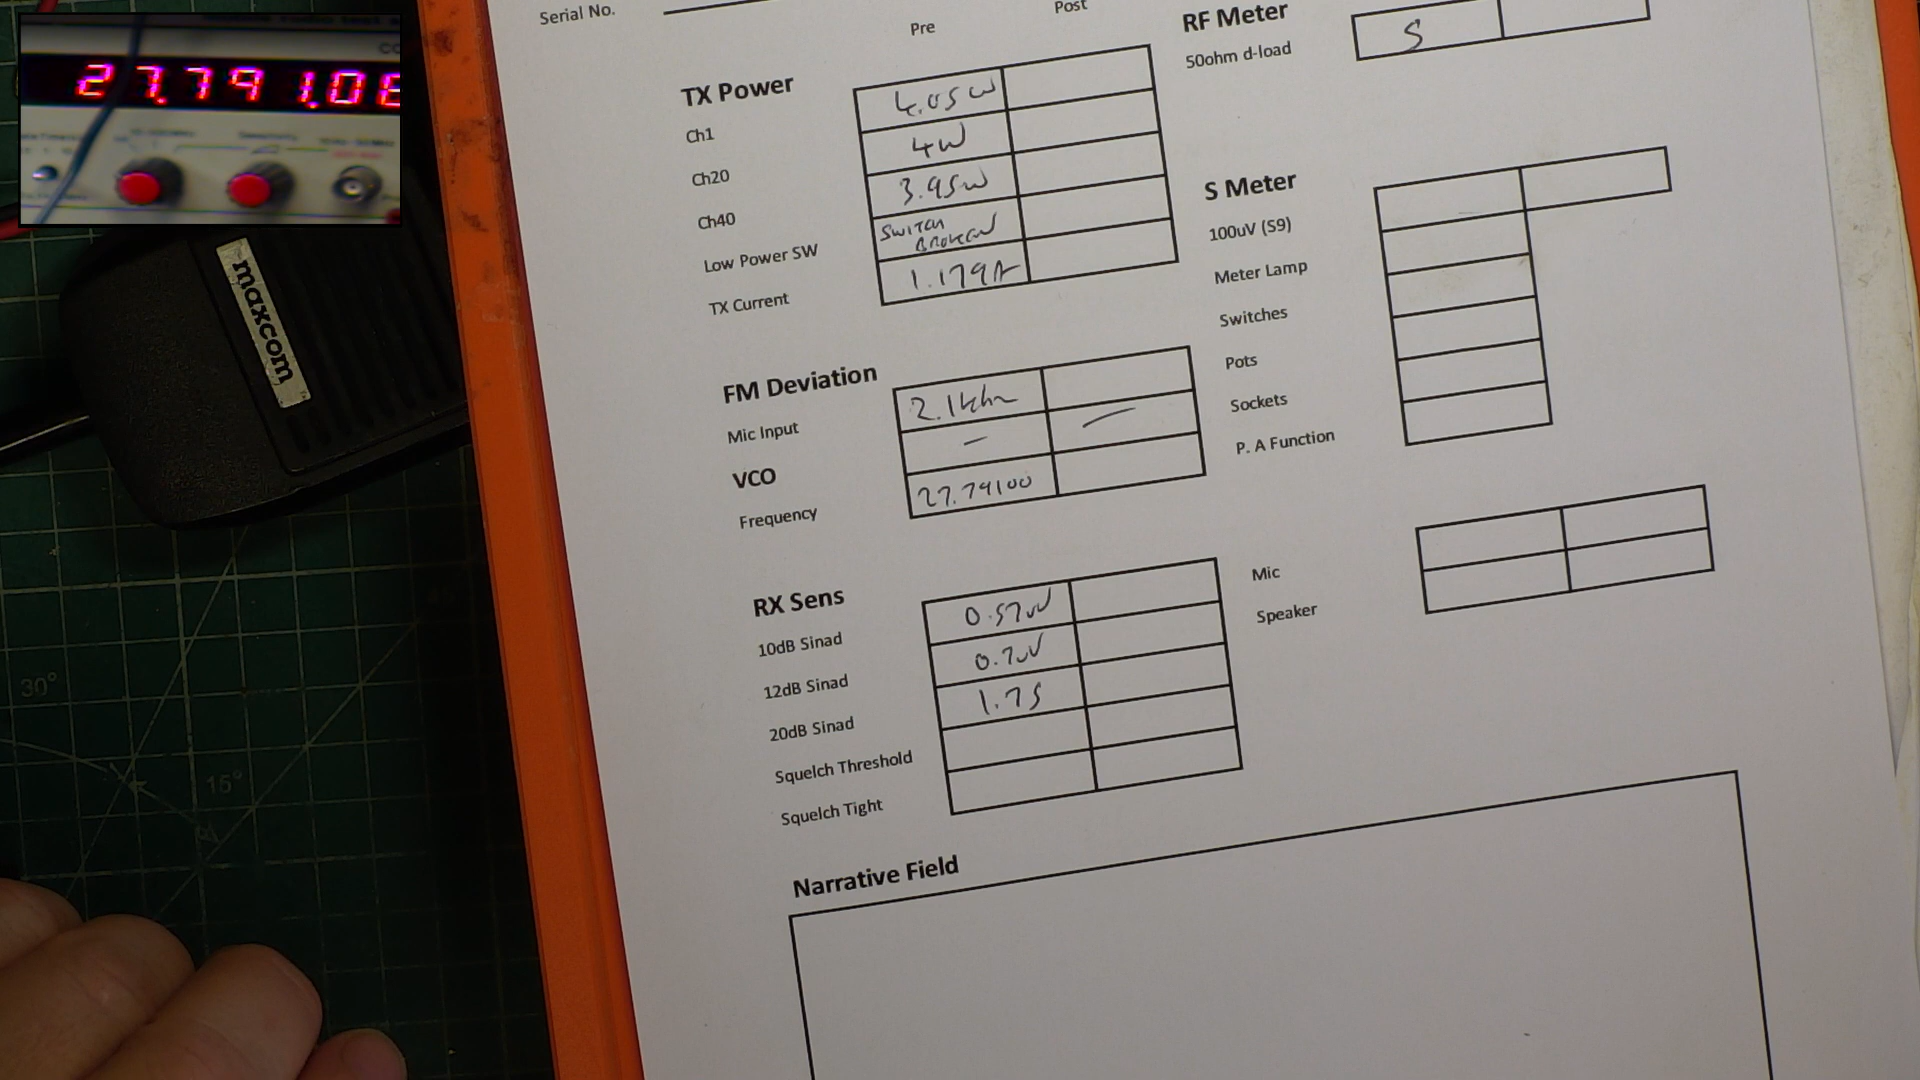 27.791.08
maxcom
30°
15°
Serial No.
Pre
Post
TX Power
Ch1 4.05W
Ch20 4W
Ch40 3.95W
Low Power SW SWITCH BROKEN
TX Current 1.179A
FM Deviation
Mic Input 2.1khz
VCO – –
Frequency 27.79100
RX Sens
10dB Sinad 0.57uV
12dB Sinad 0.7uV
20dB Sinad 1.75
Squelch Threshold
Squelch Tight
Narrative Field
RF Meter
50ohm d-load 5
S Meter
100uV (S9)
Meter Lamp
Switches
Pots
Sockets
P. A Function
Mic
Speaker